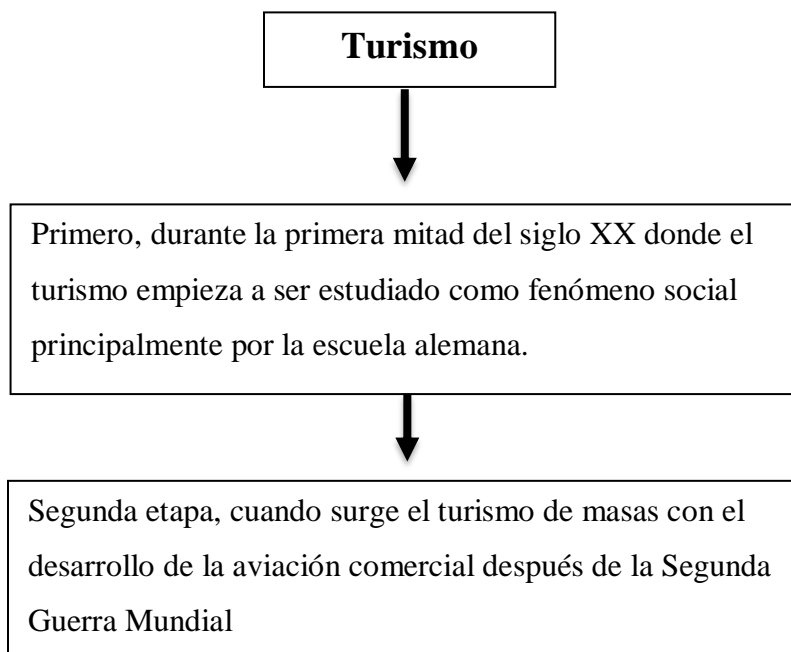 Turismo
Primero, durante la primera mitad del siglo XX donde el
turismo empieza a ser estudiado como fenómeno social
principalmente por la escuela alemana.
Segunda etapa, cuando surge el turismo de masas con el
desarrollo de la aviación comercial después de la Segunda
Guerra Mundial